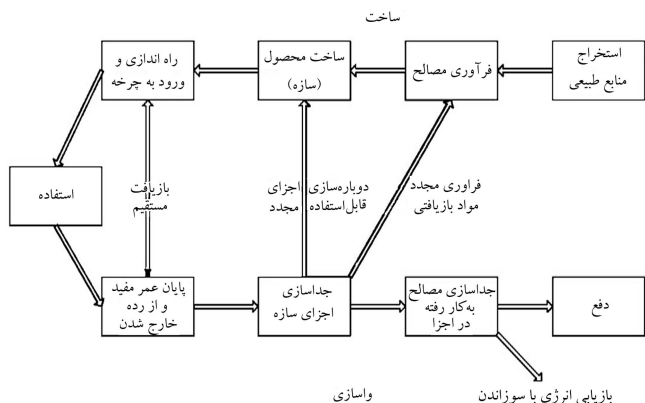 ساخت
استخراج
منابع طبیعی
فرآوری مصالح
ساخت محصول
(سازه)
راه اندازی و
ورود به چرخه
استفاده
بازیافت
مستقیم
دوباره‌سازی اجزای
قابل‌استفاده مجدد
فراوری مجدد
مواد بازیافتی
پایان عمر مفید
و از رده
خارج شدن
جداسازی
اجزای سازه
جداسازی مصالح
به‌کار رفته
در اجزا
دفع
بازیابی انرژی با سوزاندن
واسازی